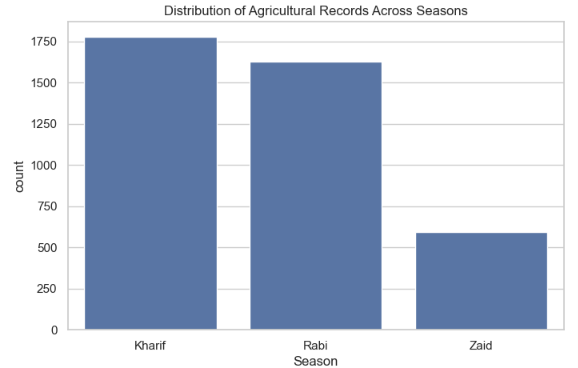 Distribution of Agricultural Records Across Seasons
1750
1500
1250
1000
750
500
250
0
count
Kharif Rabi Zaid
Season